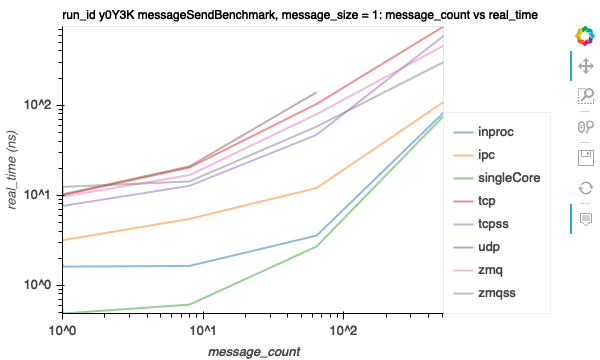 run_id y0Y3K messageSendBenchmark, message_size = 1: message_count vs real_time
real_time (ns)
10^2
10^1
10^0
10^0
10^1
10^2
message_count
inproc
ipc
singleCore
tcp
tcpss
udp
zmq
zmqss